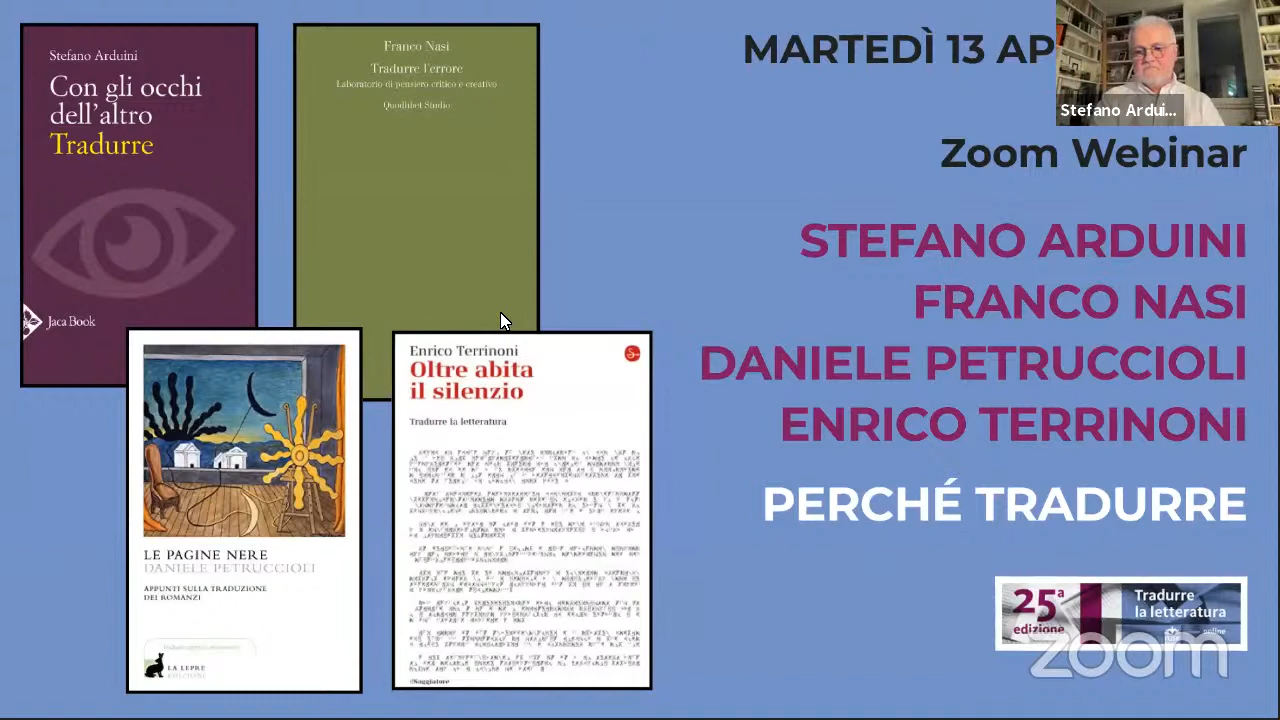 Stefano Arduini
Con gli occhi
dell'altro
Tradurre
Jaca Book
Franco Nasi
Tradurre l'errore
Laboratorio di pensiero critico e creativo
Quodlibet Studio
LE PAGINE NERE
DANIELE PETRUCCIOLI
APPUNTI SULLA TRADUZIONE
DEI ROMANZI
LA LEPRE
EDIZIONI
Enrico Terrinoni
Oltre abita
il silenzio
Tradurre la letteratura
ilSaggiatore
MARTEDÌ 13 AP
Stefano Ardui...
Zoom Webinar
STEFANO ARDUINI
FRANCO NASI
DANIELE PETRUCCIOLI
ENRICO TERRINONI
PERCHÉ TRADURRE
25ª
edizione
Tradurre
la letteratura
online
zoom